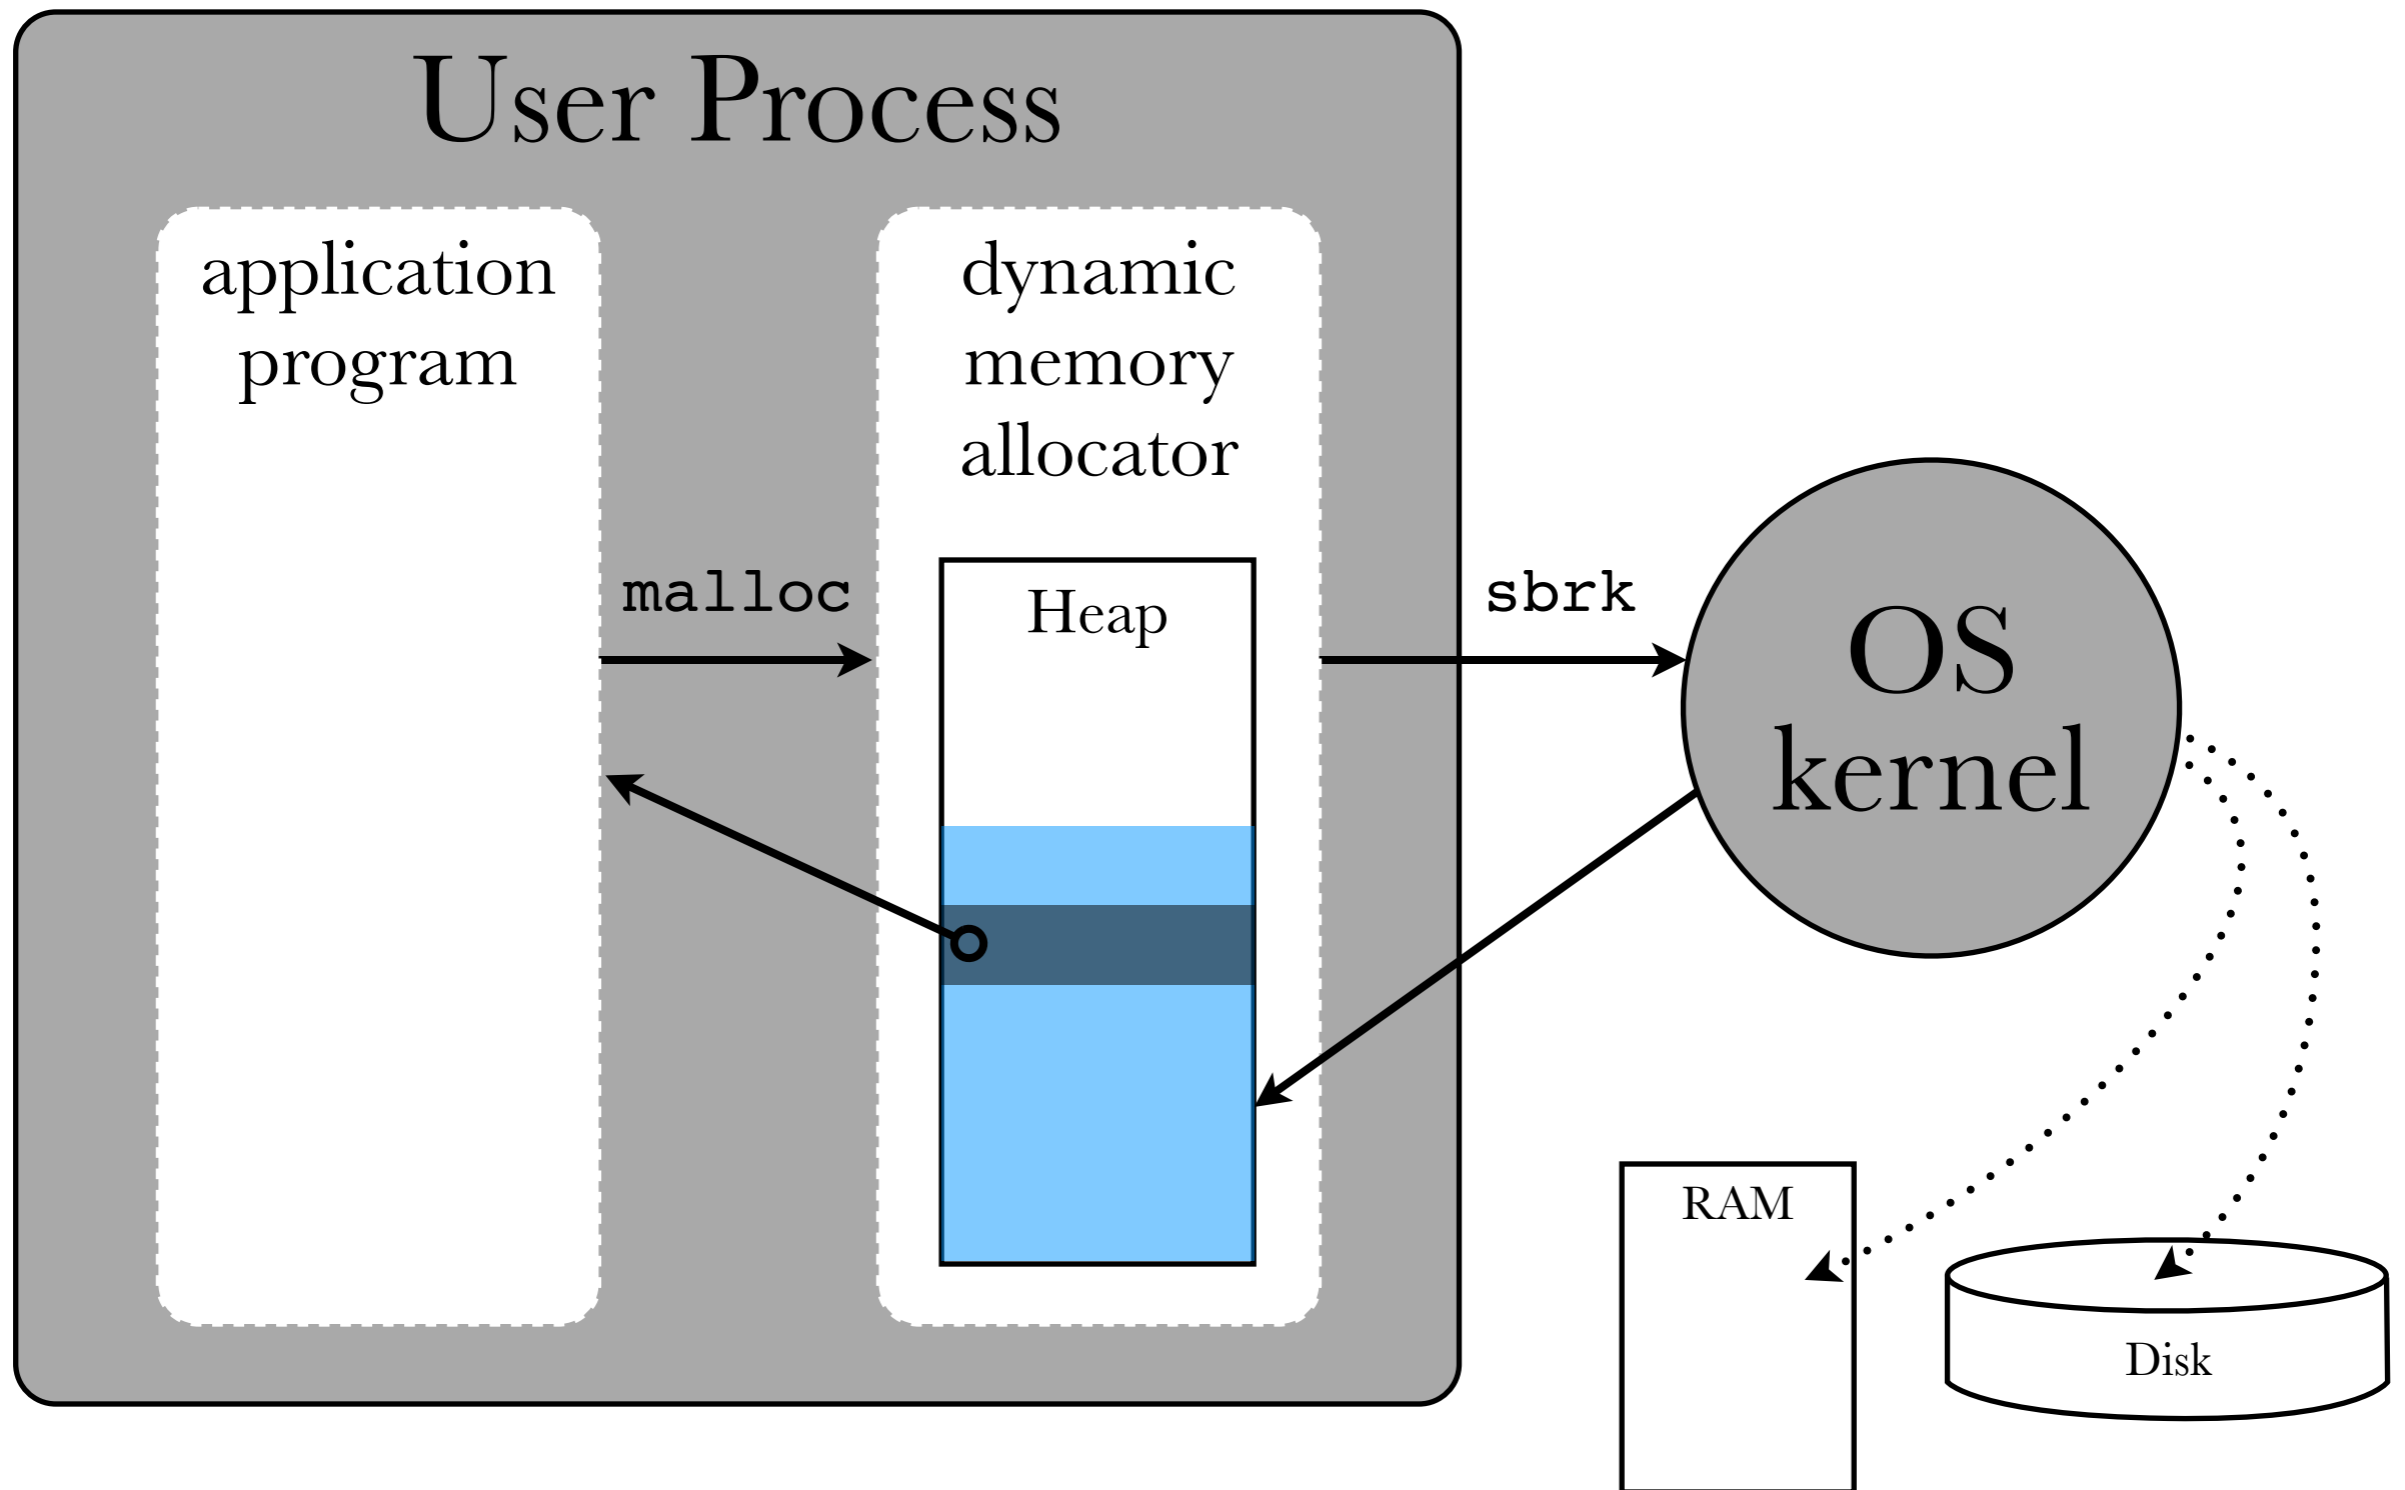 User Process
application
program
dynamic
memory
allocator
malloc
Heap
sbrk
OS
kernel
RAM
Disk